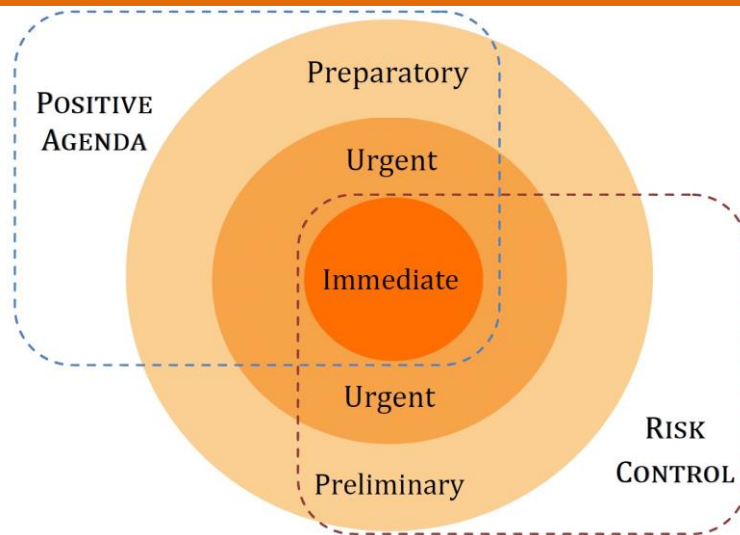 Preparatory
POSITIVE
AGENDA
Urgent
Immediate
Urgent
RISK
CONTROL
Preliminary